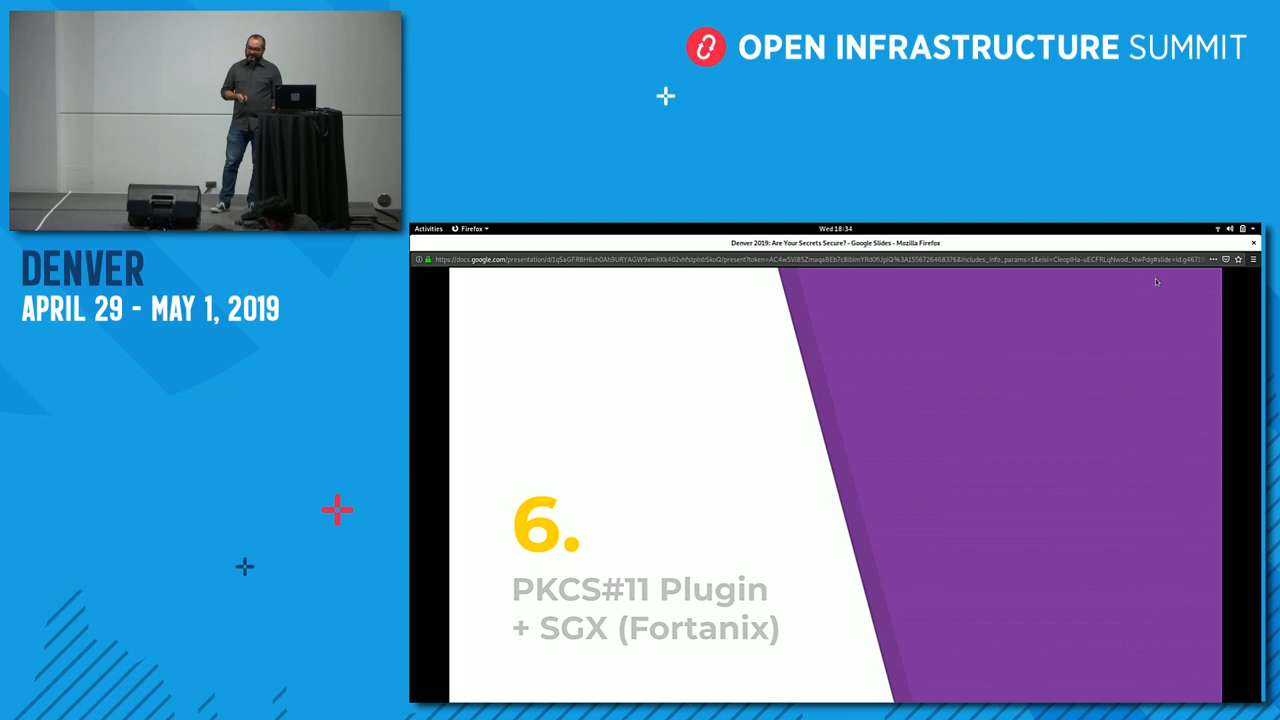 OPEN INFRASTRUCTURE SUMMIT
DENVER
APRIL 29 - MAY 1, 2019
Activities
Firefox
Wed 18:34
Denver 2019: Are Your Secrets Secure? - Google Slides - Mozilla Firefox
6.
PKCS#11 Plugin
+ SGX (Fortanix)